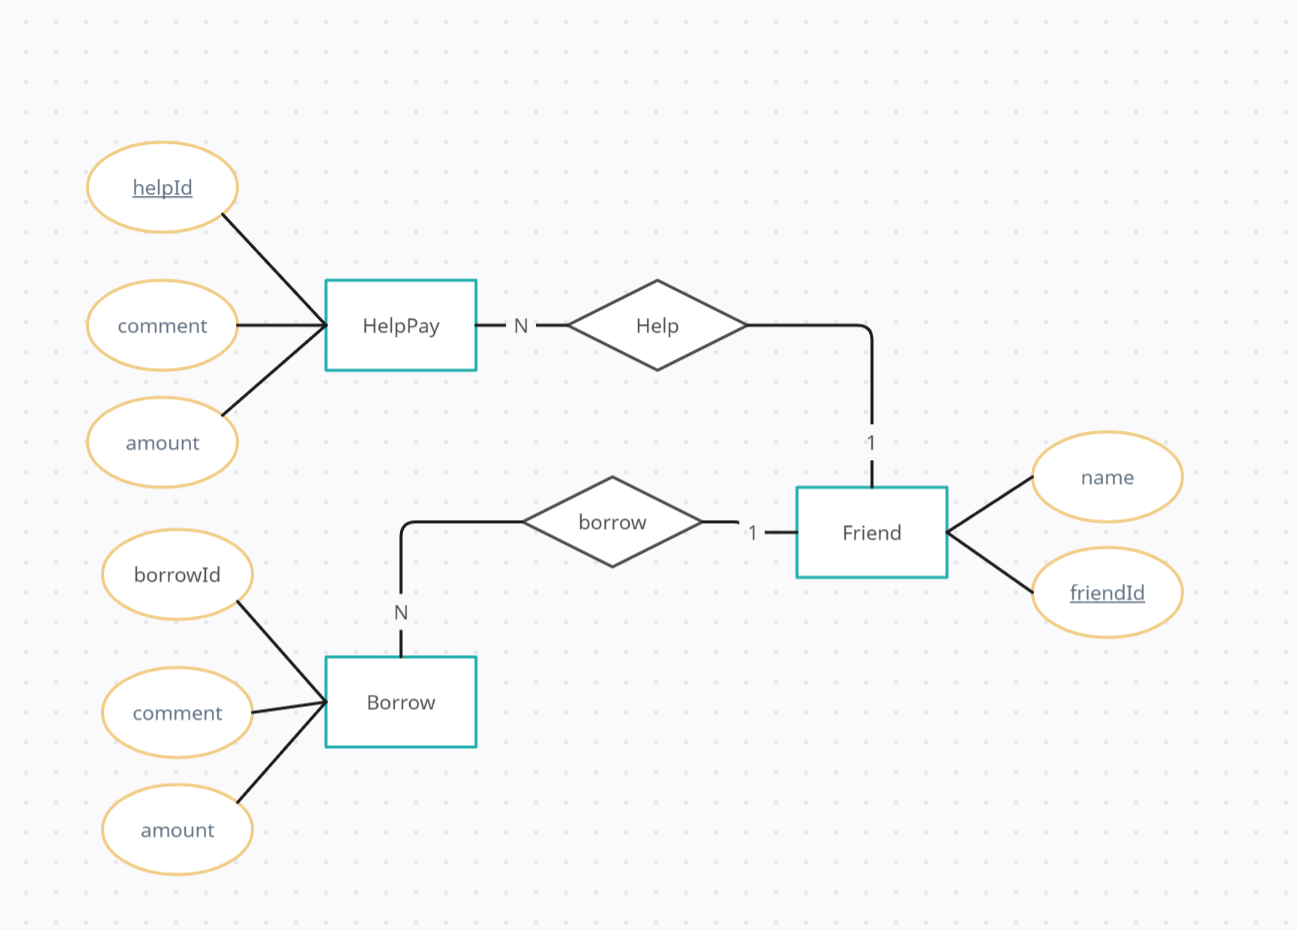 helpId
comment
HelpPay
N
Help
amount
1
name
borrow
1
Friend
borrowId
friendId
N
comment
Borrow
amount